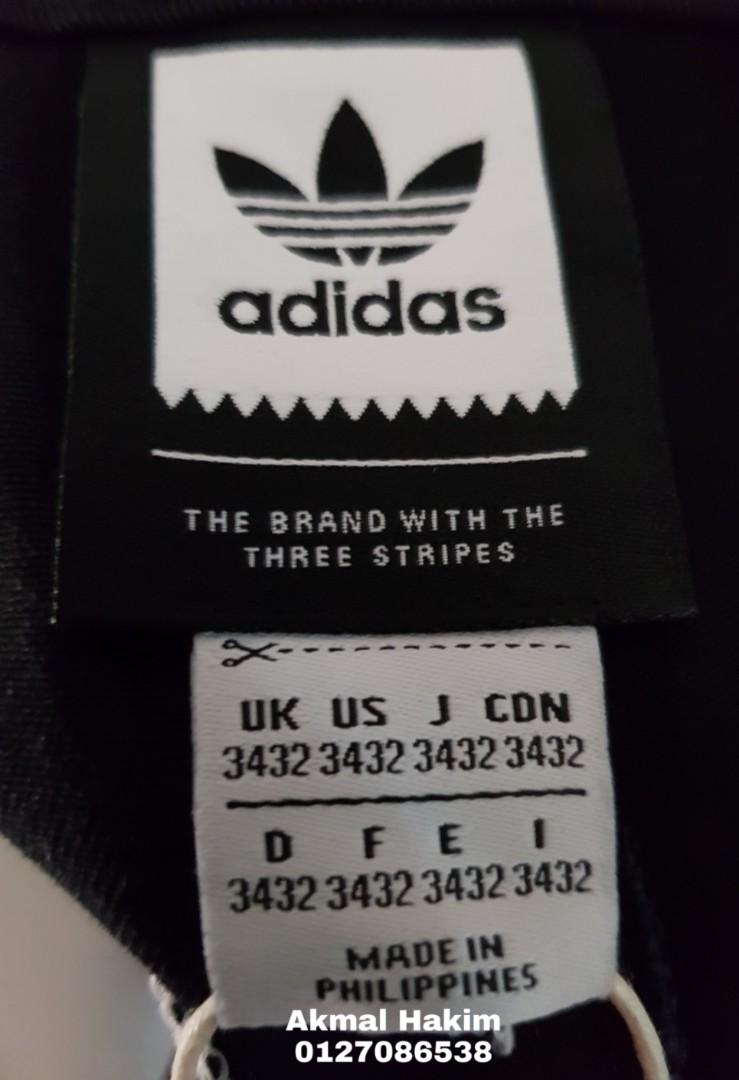 adidas
THE BRAND WITH THE
THREE STRIPES
UK US J CDN
3432 3432 3432 3432
D F E I
3432 3432 3432 3432
MADE IN
PHILIPPINES
Akmal Hakim
0127086538